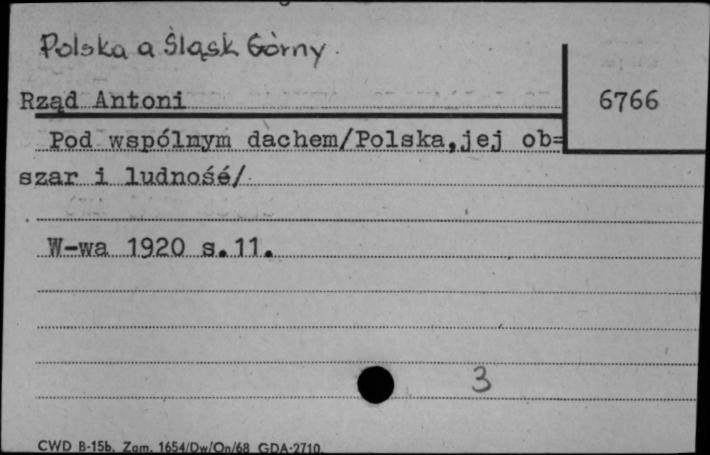 Polska a Śląsk Górny
Rząd Antoni
6766
Pod wspólnym dachem/Polska,jej ob=
szar i ludność/
W-wa 1920 s.11.
3
CWD B-15b. Zam. 1654/Dw/On/68 GDA-2710.